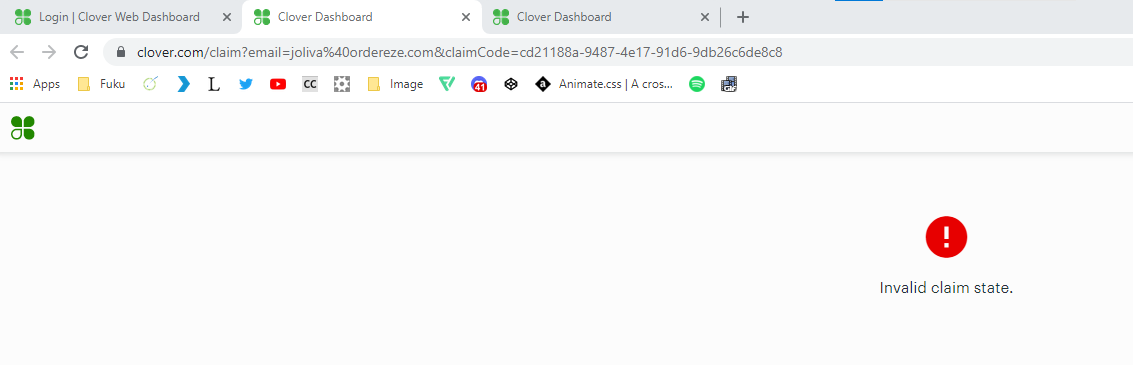 Login | Clover Web Dashboard
Clover Dashboard
Clover Dashboard
clover.com/claim?email=joliva%40ordereze.com&claimCode=cd21188a-9487-4e17-91d6-9db26c6de8c8
Apps
Fuku
L
CC
Image
41
a
Animate.css | A cros...
!
Invalid claim state.